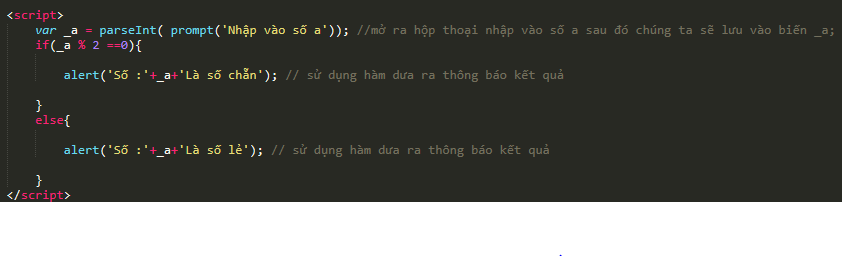 <script>
var _a = parseInt( prompt('Nhập vào số a')); //mở ra hộp thoại nhập vào số a sau đó chúng ta sẽ lưu vào biến _a;
if(_a % 2 ==0){
alert('Số :'+_a+'Là số chẵn'); // sử dụng hàm dưa ra thông báo kết quả
}
else{
alert('Số :'+_a+'Là số lẻ'); // sử dụng hàm dưa ra thông báo kết quả
}
</script>